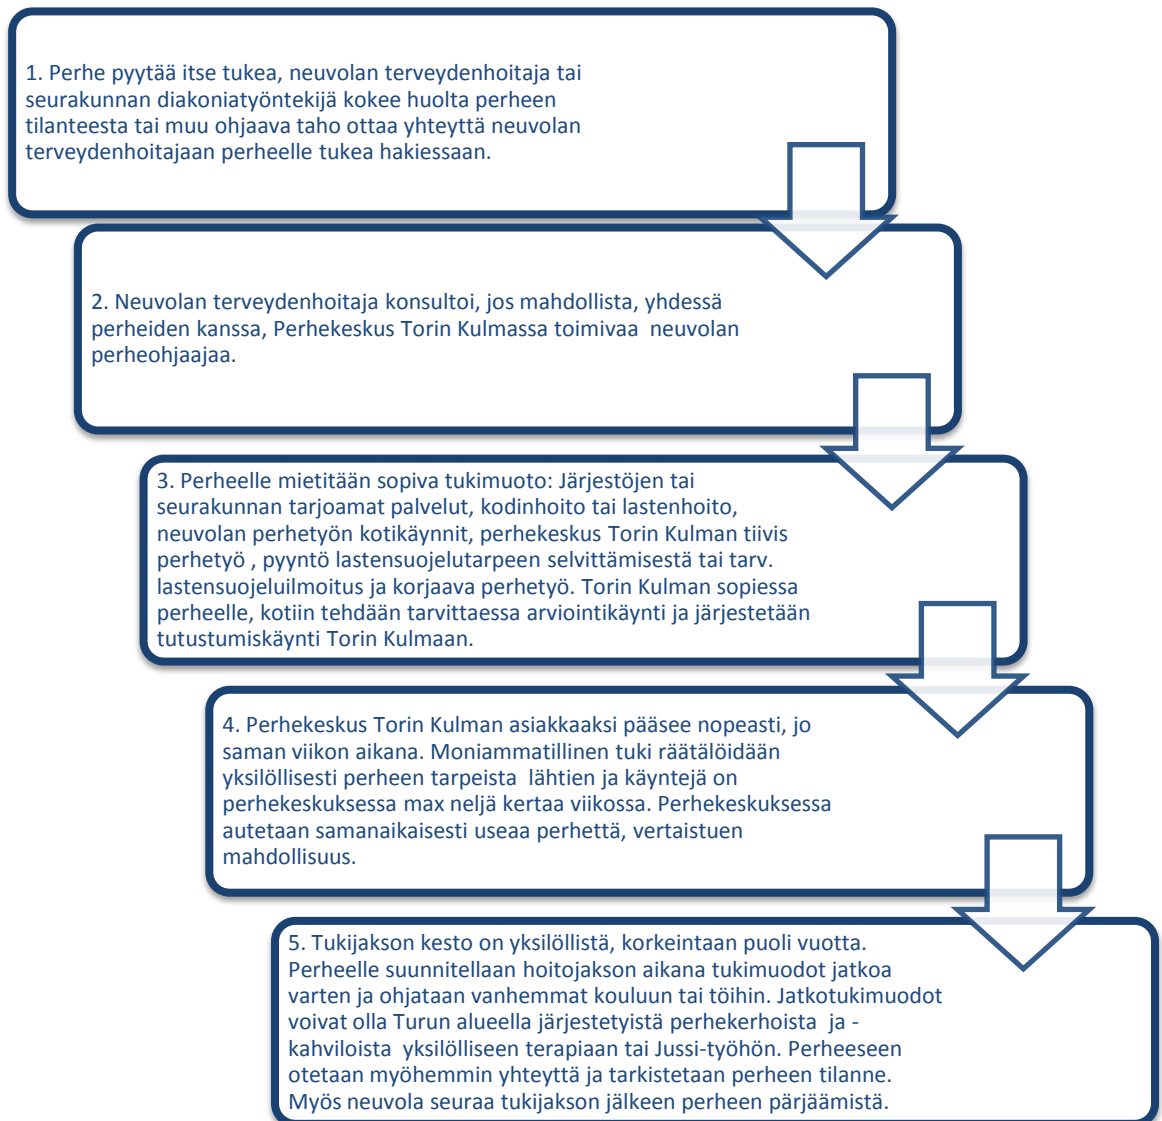 1. Perhe pyytää itse tukea, neuvolan terveydenhoitaja tai
seurakunnan diakoniatyöntekijä kokee huolta perheen
tilanteesta tai muu ohjaava taho ottaa yhteyttä neuvolan
terveydenhoitajaan perheelle tukea hakiessaan.
2. Neuvolan terveydenhoitaja konsultoi, jos mahdollista, yhdessä
perheiden kanssa, Perhekeskus Torin Kulmassa toimivaa neuvolan
perheohjaajaa.
3. Perheelle mietitään sopiva tukimuoto: Järjestöjen tai
seurakunnan tarjoamat palvelut, kodinhoito tai lastenhoito,
neuvolan perhetyön kotikäynnit, perhekeskus Torin Kulman tiivis
perhetyö , pyyntö lastensuojelutarpeen selvittämisestä tai tarv.
lastensuojeluilmoitus ja korjaava perhetyö. Torin Kulman sopiessa
perheelle, kotiin tehdään tarvittaessa arviointikäynti ja järjestetään
tutustumiskäynti Torin Kulmaan.
4. Perhekeskus Torin Kulman asiakkaaksi pääsee nopeasti, jo
saman viikon aikana. Moniammatillinen tuki räätälöidään
yksilöllisesti perheen tarpeista lähtien ja käyntejä on
perhekeskuksessa max neljä kertaa viikossa. Perhekeskuksessa
autetaan samanaikaisesti useaa perhettä, vertaistuen
mahdollisuus.
5. Tukijakson kesto on yksilöllistä, korkeintaan puoli vuotta.
Perheelle suunnitellaan hoitojakson aikana tukimuodot jatkoa
varten ja ohjataan vanhemmat kouluun tai töihin. Jatkotukimuodot
voivat olla Turun alueella järjestetyistä perhekerhoista ja -
kahviloista yksilölliseen terapiaan tai Jussi-työhön. Perheeseen
otetaan myöhemmin yhteyttä ja tarkistetaan perheen tilanne.
Myös neuvola seuraa tukijakson jälkeen perheen pärjäämistä.